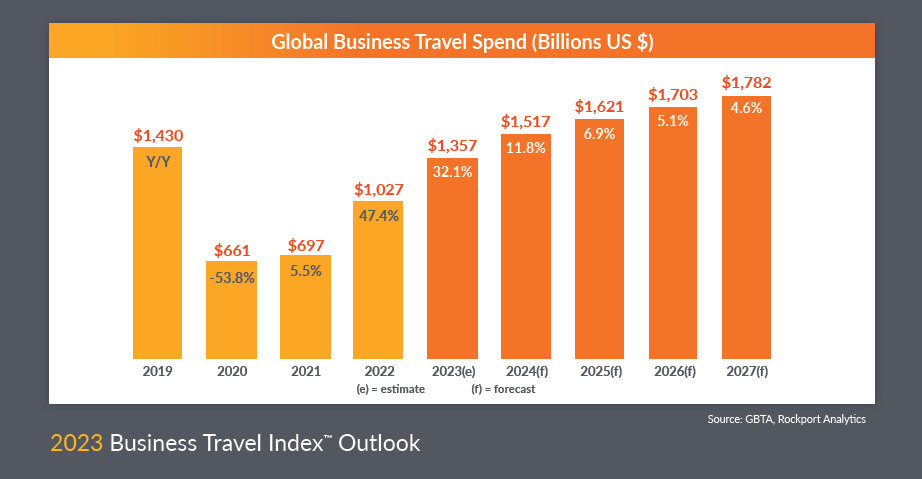 Global Business Travel Spend (Billions US $)
$1,430
Y/Y
$661
-53.8%
$697
5.5%
$1,027
47.4%
$1,357
32.1%
$1,517
11.8%
$1,621
6.9%
$1,703
5.1%
$1,782
4.6%
2019 2020 2021 2022 2023(e) 2024(f) 2025(f) 2026(f) 2027(f)
(e) = estimate (f) = forecast
Source: GBTA, Rockport Analytics
2023 Business Travel Index™ Outlook